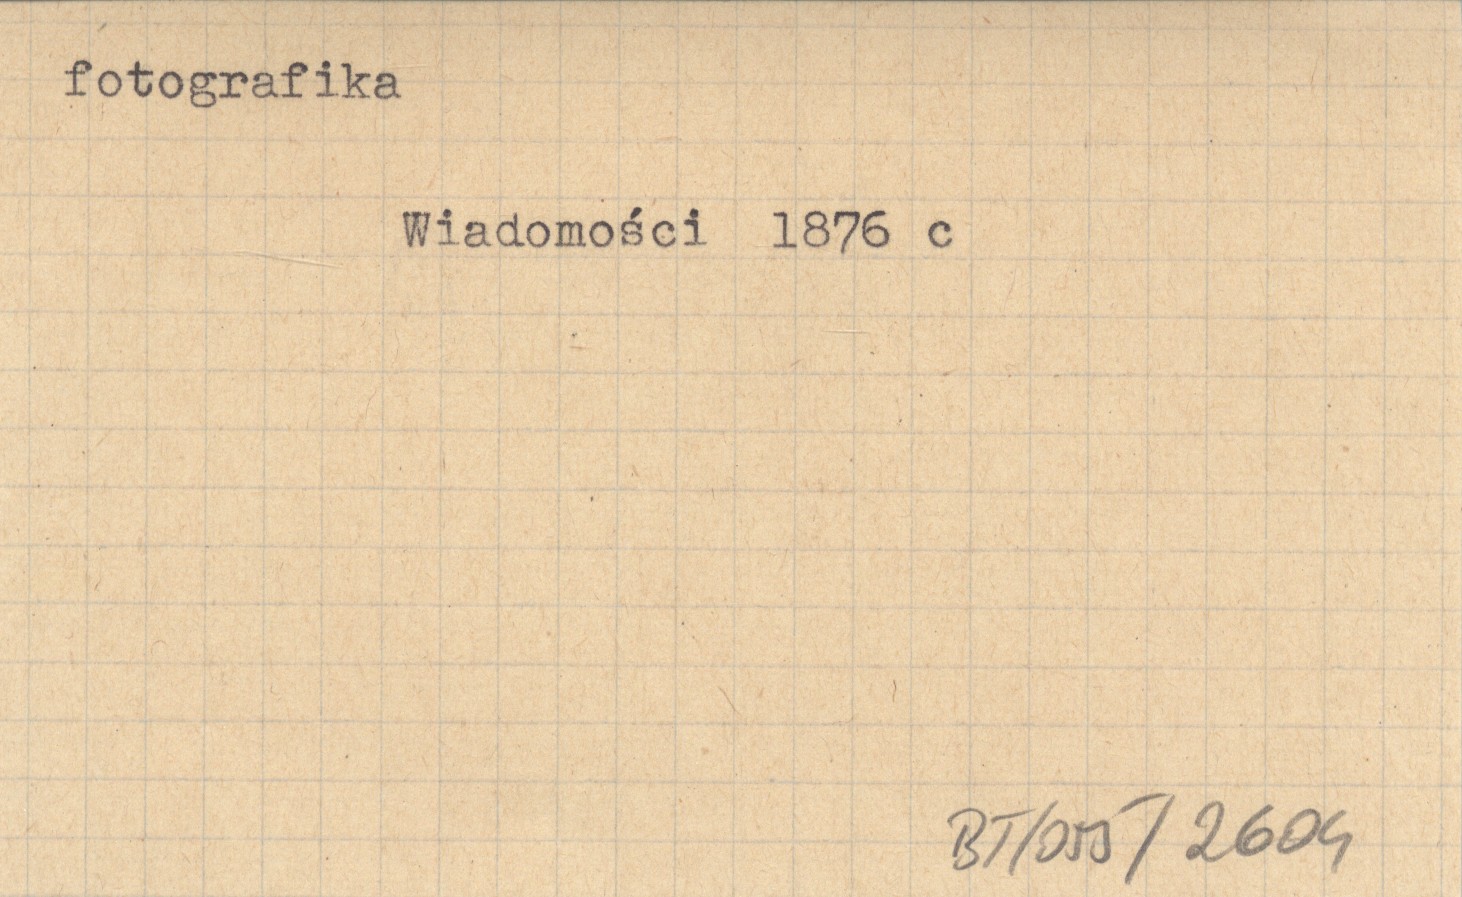 fotografika
Wiadomości 1876 c
BT/055/2604